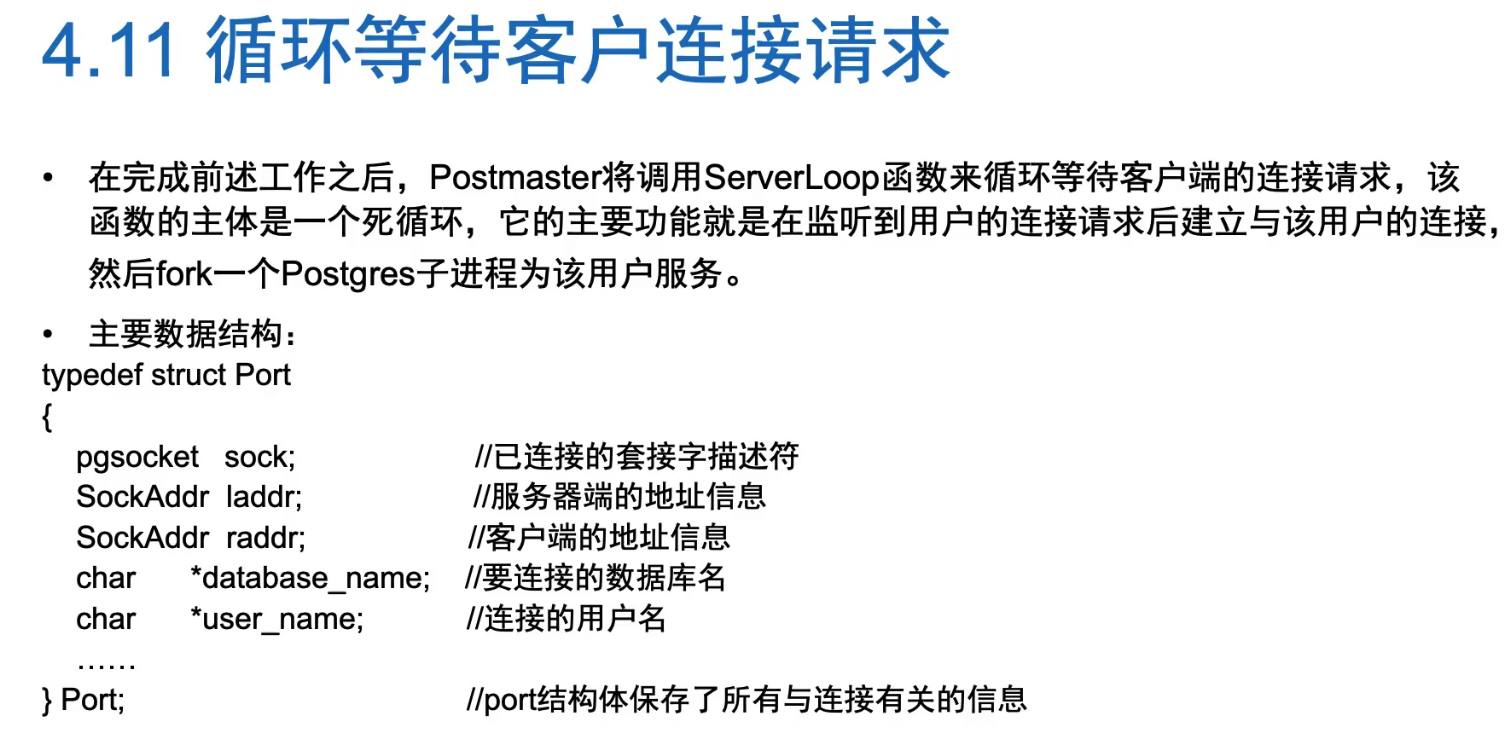 4.11 循环等待客户连接请求
• 在完成前述工作之后，Postmaster将调用ServerLoop函数来循环等待客户端的连接请求，该
函数的主体是一个死循环，它的主要功能就是在监听到用户的连接请求后建立与该用户的连接，
然后fork一个Postgres子进程为该用户服务。
• 主要数据结构：
typedef struct Port
{
pgsocket sock; //已连接的套接字描述符
SockAddr laddr; //服务器端的地址信息
SockAddr raddr; //客户端的地址信息
char *database_name; //要连接的数据库名
char *user_name; //连接的用户名
……
} Port; //port结构体保存了所有与连接有关的信息